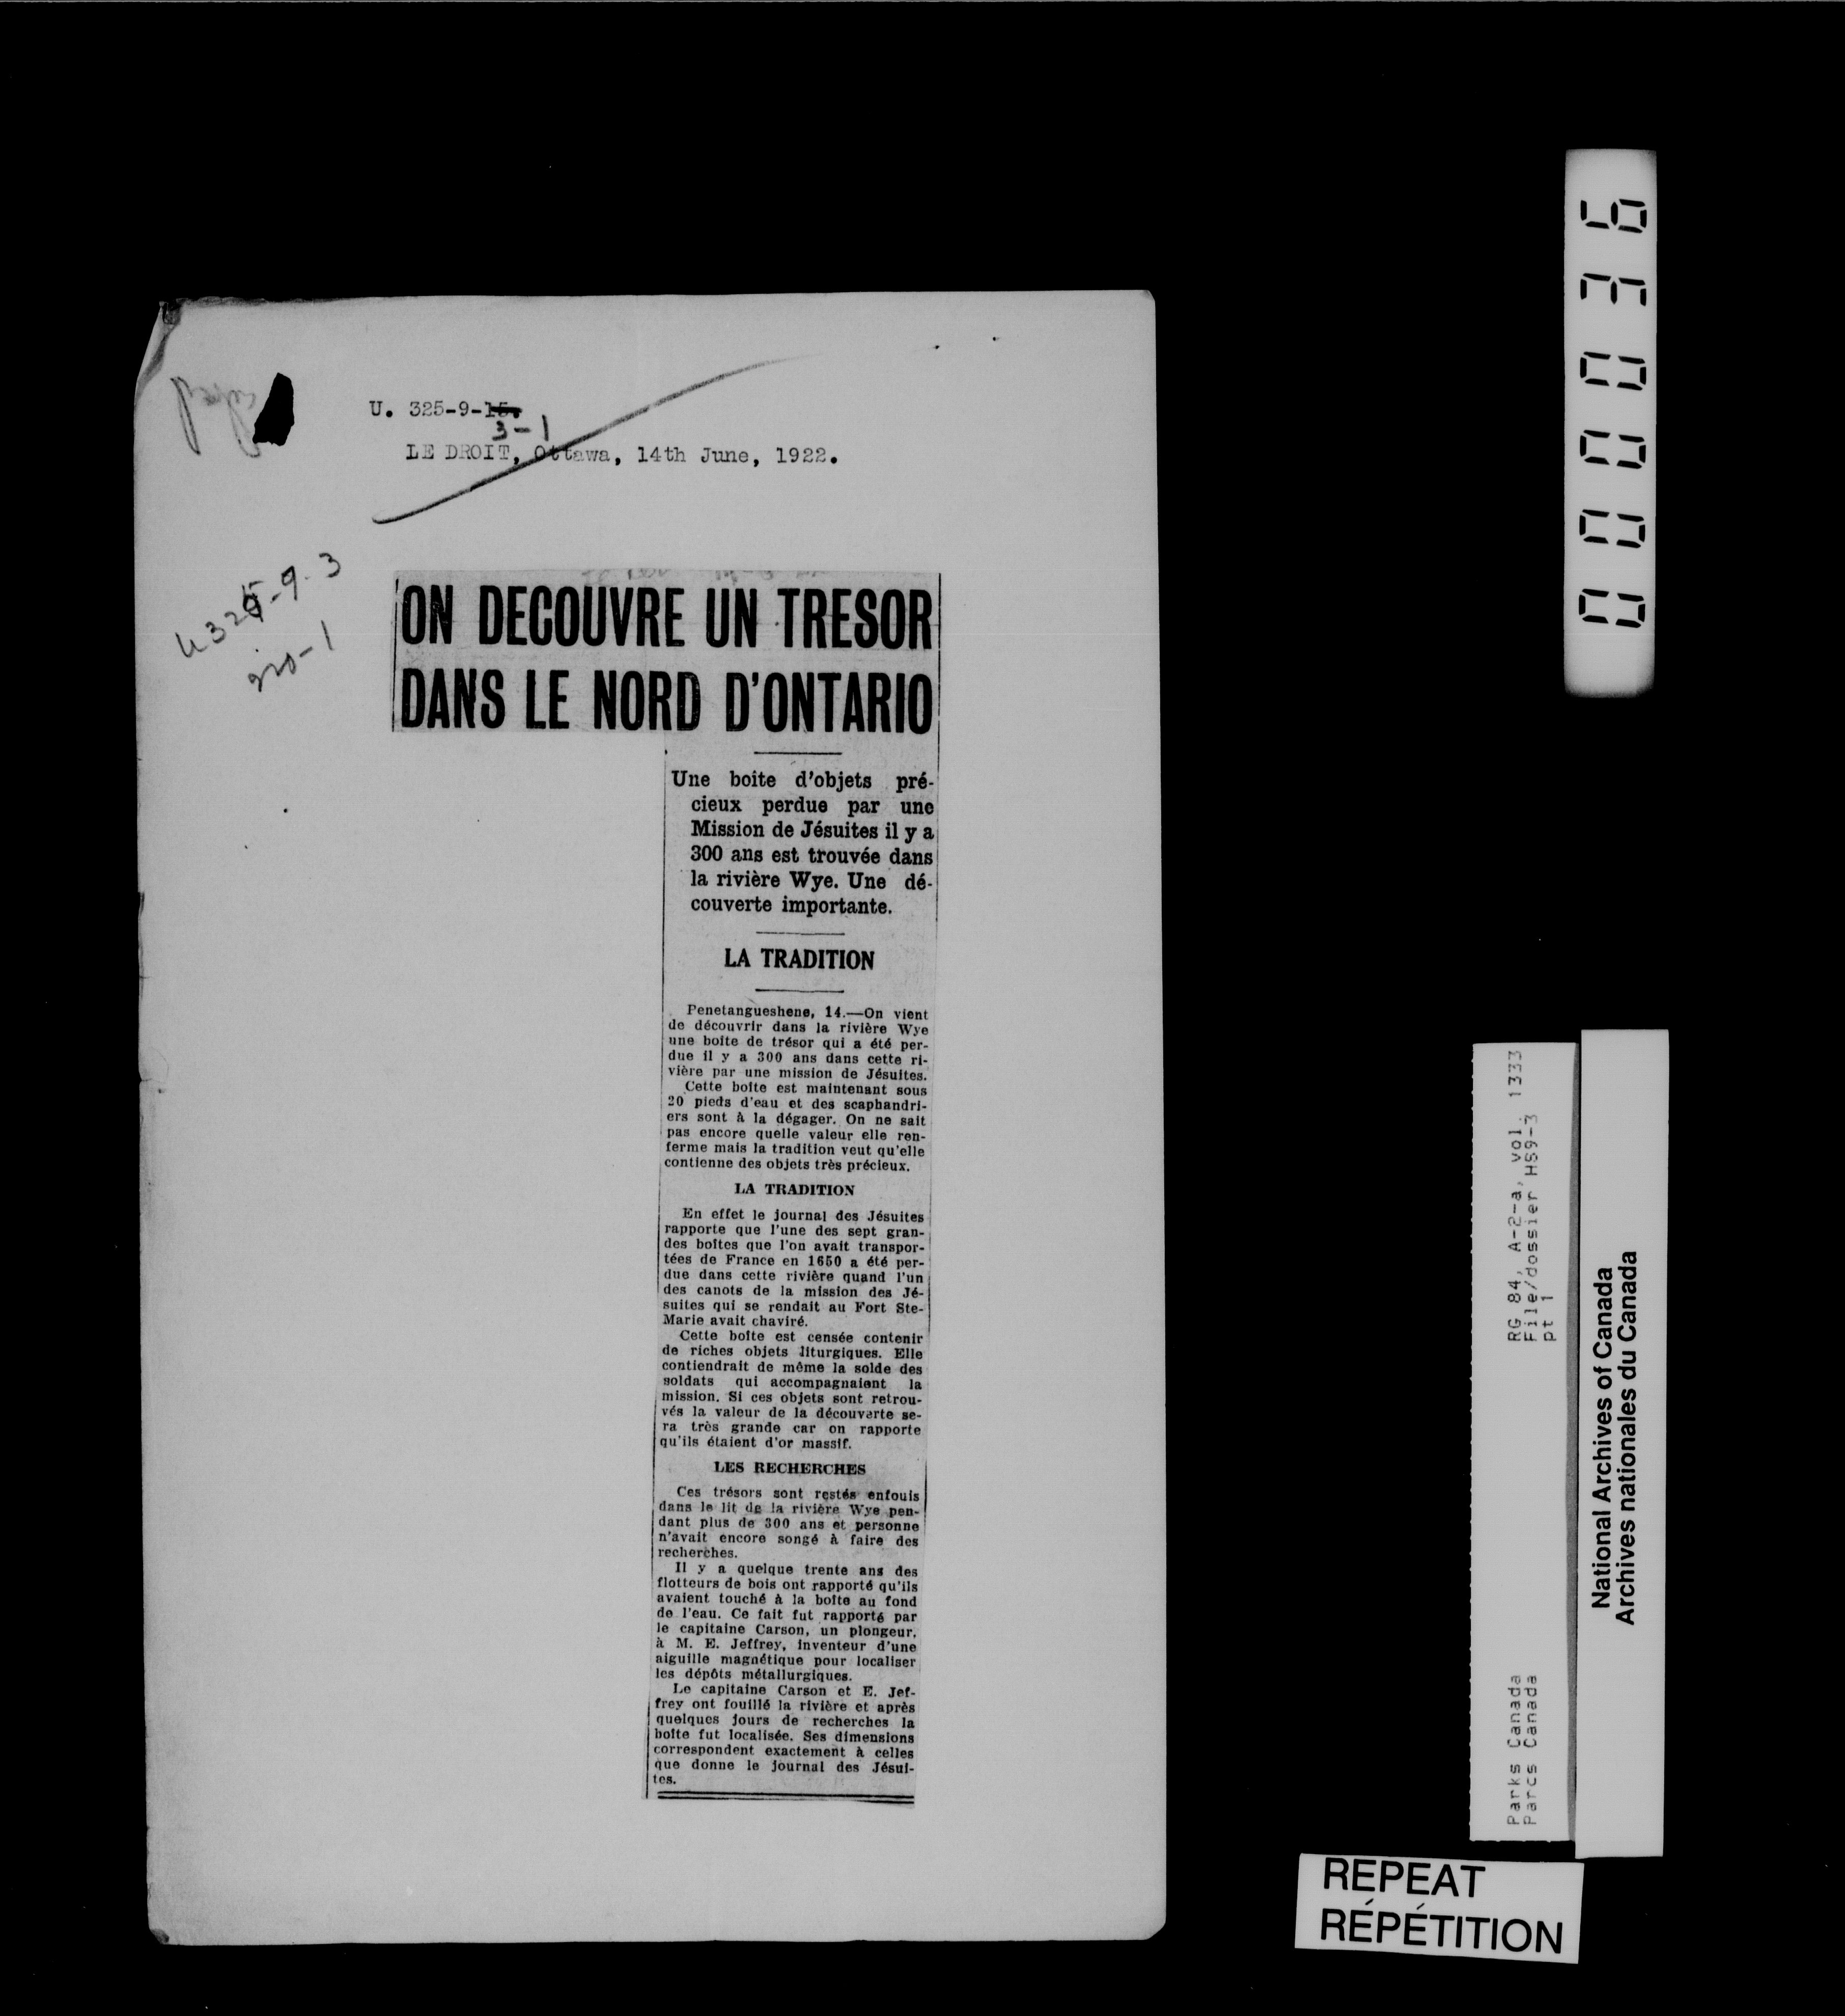 U. 325-9-15.
3-1
LE DROIT, Ottawa, 14th June, 1922.
ON DECOUVRE UN TRESOR
DANS LE NORD D'ONTARIO
Une boite d'objets pré-
cieux perdue par une
Mission de Jésuites il y a
300 ans est trouvée dans
la rivière Wye. Une dé-
couverte importante.
LA TRADITION
Penetangueshene, 14.—On vient
de découvrir dans la rivière Wye
une boîte de trésor qui a été per-
due il y a 300 ans dans cette ri-
vière par une mission de Jésuites.
Cette boîte est maintenant sous
20 pieds d'eau et des scaphandri-
ers sont à la dégager. On ne sait
pas encore quelle valeur elle ren-
ferme mais la tradition veut qu'elle
contienne des objets très précieux.
LA TRADITION
En effet le journal des Jésuites
rapporte que l'une des sept gran-
des boîtes que l'on avait transpor-
tées de France en 1650 a été per-
due dans cette rivière quand l'un
des canots de la mission des Jé-
suites qui se rendait au Fort Ste-
Marie avait chaviré.
Cette boîte est censée contenir
de riches objets liturgiques. Elle
contiendrait de même la solde des
soldats qui accompagnaient la
mission. Si ces objets sont retrou-
vés la valeur de la découverte se-
ra très grande car on rapporte
qu'ils étaient d'or massif.
LES RECHERCHES
Ces trésors sont restés enfouis
dans le lit de la rivière Wye pen-
dant plus de 300 ans et personne
n'avait encore songé à faire des
recherches.
Il y a quelque trente ans des
flotteurs de bois ont rapporté qu'ils
avaient touché à la boîte au fond
de l'eau. Ce fait fut rapporté par
le capitaine Carson, un plongeur,
à M. E. Jeffrey, inventeur d'une
aiguille magnétique pour localiser
les dépôts métallurgiques.
Le capitaine Carson et E. Jef-
frey ont fouillé la rivière et après
quelques jours de recherches la
boîte fut localisée. Ses dimensions
correspondent exactement à celles
que donne le journal des Jésui-
tes.
000036
RG 84, A-2-a, vol. 1333
File/dossier HS9-3
pt 1
Parks Canada
Parcs Canada
National Archives of Canada
Archives nationales du Canada
REPEAT
RÉPÉTITION